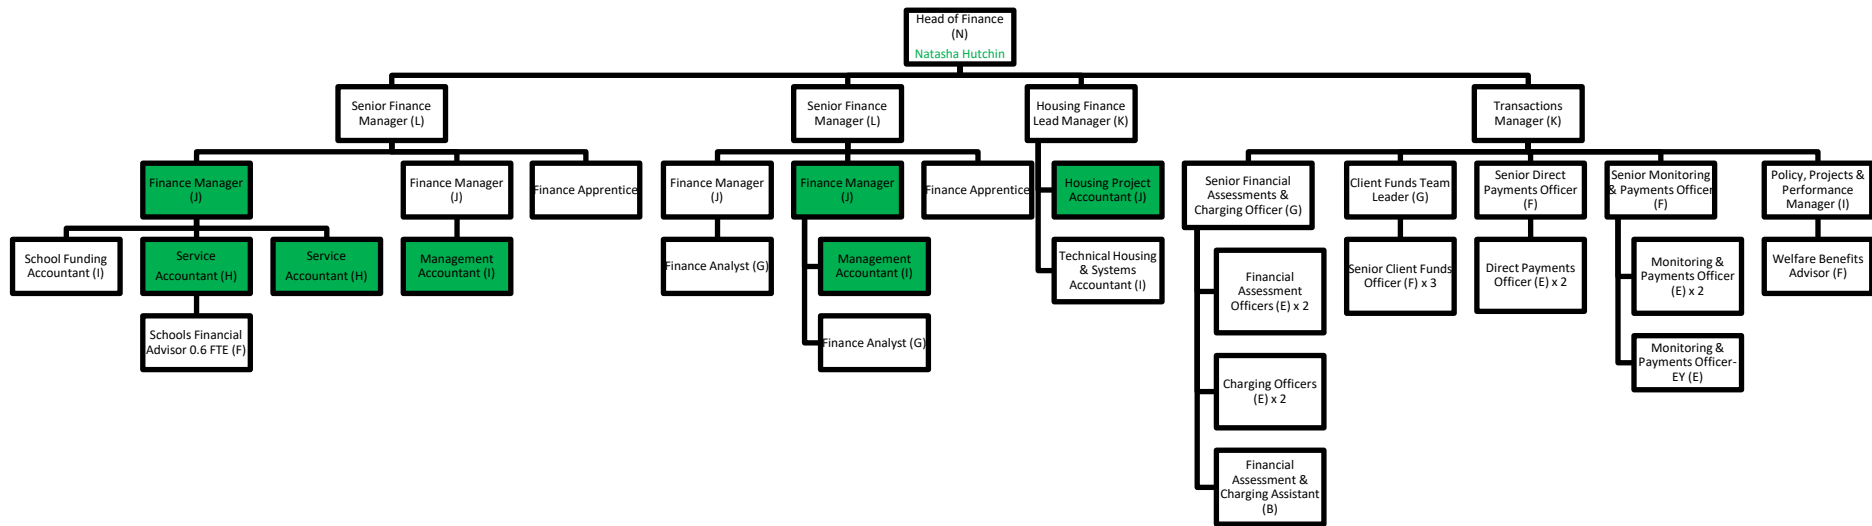 Head of Finance
(N)
Natasha Hutchin
Senior Finance
Manager (L)
Senior Finance
Manager (L)
Housing Finance
Lead Manager (K)
Transactions
Manager (K)
Finance Manager
(J)
Finance Manager
(J)
Finance Apprentice
Finance Manager
(J)
Finance Manager
(J)
Finance Apprentice
Housing Project
Accountant (J)
Senior Financial
Assessments &
Charging Officer (G)
Client Funds Team
Leader (G)
Senior Direct
Payments Officer
(F)
Senior Monitoring
& Payments Officer
(F)
Policy, Projects &
Performance
Manager (I)
School Funding
Accountant (I)
Service
Accountant (H)
Service
Accountant (H)
Management
Accountant (I)
Finance Analyst (G)
Management
Accountant (I)
Technical Housing
& Systems
Accountant (I)
Financial
Assessment
Officers (E) x 2
Senior Client Funds
Officer (F) x 3
Direct Payments
Officer (E) x 2
Monitoring &
Payments Officer
(E) x 2
Welfare Benefits
Advisor (F)
Schools Financial
Advisor 0.6 FTE (F)
Finance Analyst (G)
Charging Officers
(E) x 2
Monitoring &
Payments Officer-
EY (E)
Financial
Assessment &
Charging Assistant
(B)